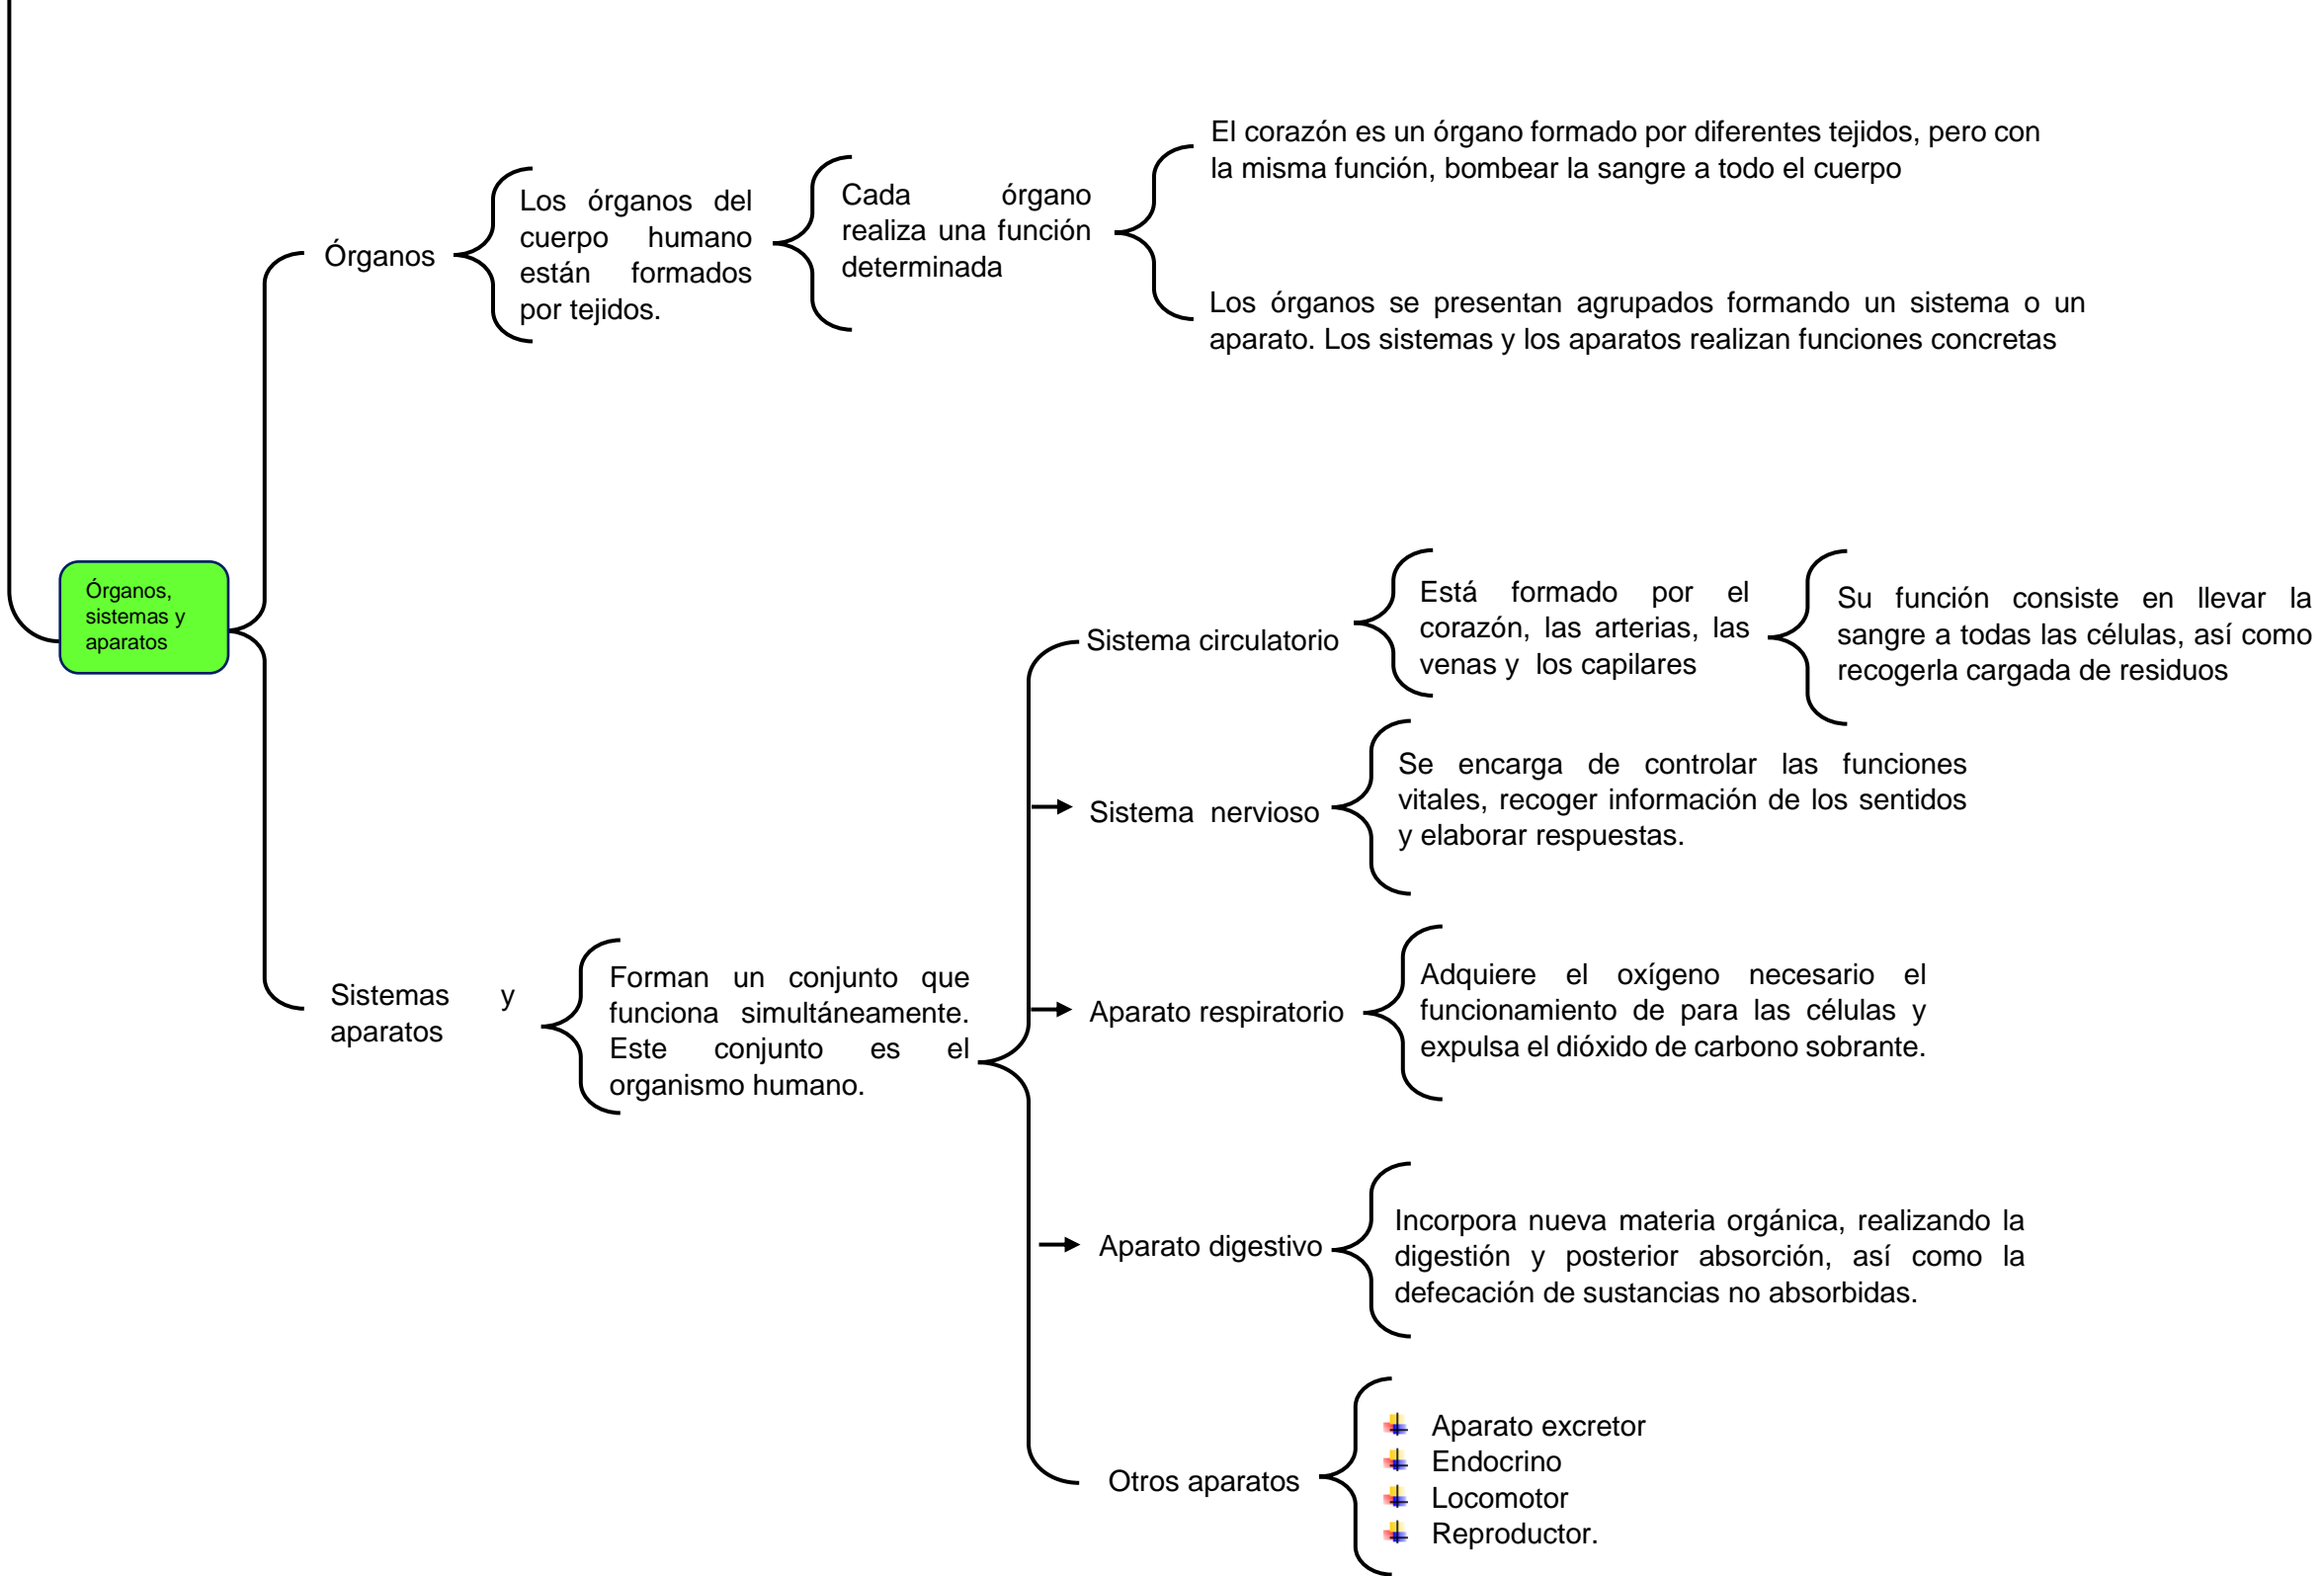 Órganos,
sistemas y
aparatos
Órganos
Los órganos del
cuerpo humano
están formados
por tejidos.
Cada órgano
realiza una función
determinada
El corazón es un órgano formado por diferentes tejidos, pero con
la misma función, bombear la sangre a todo el cuerpo
Los órganos se presentan agrupados formando un sistema o un
aparato. Los sistemas y los aparatos realizan funciones concretas
Sistemas y
aparatos
Forman un conjunto que
funciona simultáneamente.
Este conjunto es el
organismo humano.
Sistema circulatorio
Está formado por el
corazón, las arterias, las
venas y los capilares
Su función consiste en llevar la
sangre a todas las células, así como
recogerla cargada de residuos
Sistema nervioso
Se encarga de controlar las funciones
vitales, recoger información de los sentidos
y elaborar respuestas.
Aparato respiratorio
Adquiere el oxígeno necesario el
funcionamiento de para las células y
expulsa el dióxido de carbono sobrante.
Aparato digestivo
Incorpora nueva materia orgánica, realizando la
digestión y posterior absorción, así como la
defecación de sustancias no absorbidas.
Otros aparatos
Aparato excretor
Endocrino
Locomotor
Reproductor.